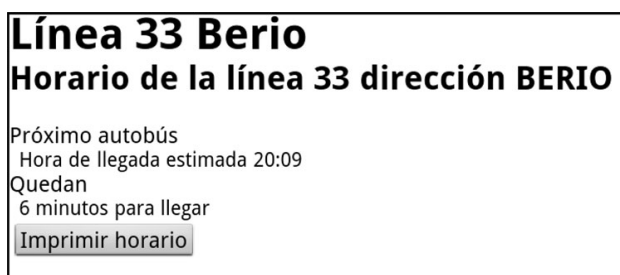 Línea 33 Berio
Horario de la línea 33 dirección BERIO
Próximo autobús
Hora de llegada estimada 20:09
Quedan
6 minutos para llegar
Imprimir horario